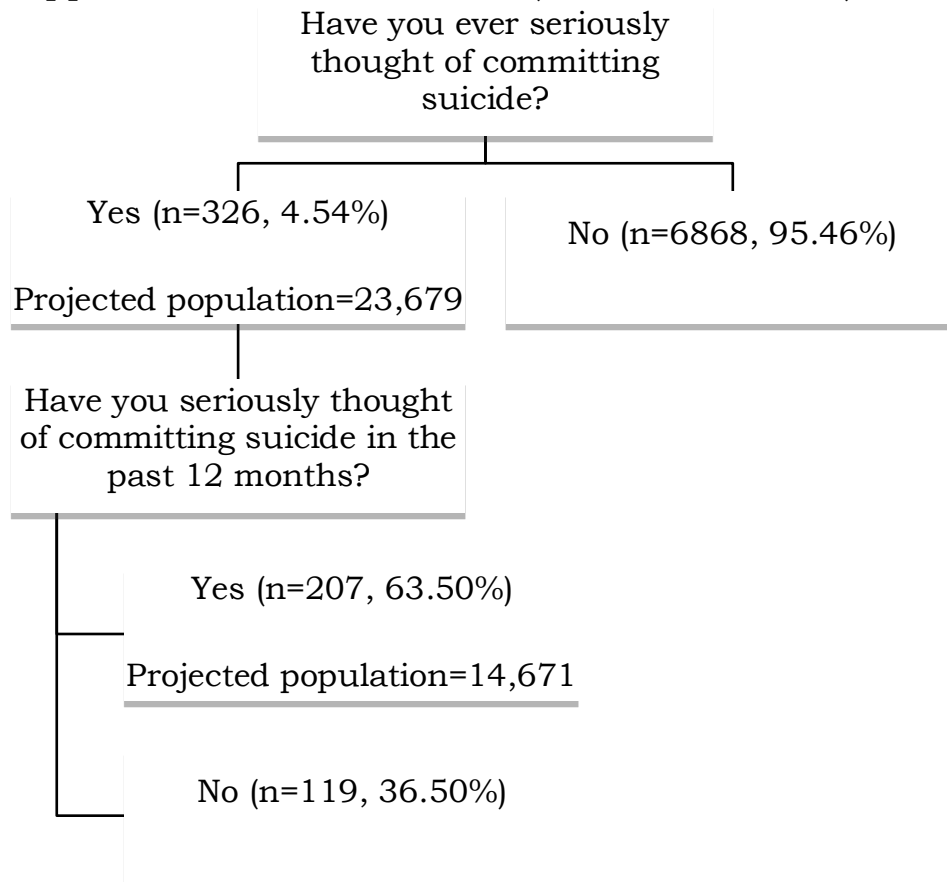 Have you ever seriously
thought of committing
suicide?
Yes (n=326, 4.54%)
Projected population=23,679
No (n=6868, 95.46%)
Have you seriously thought
of committing suicide in the
past 12 months?
Yes (n=207, 63.50%)
Projected population=14,671
No (n=119, 36.50%)